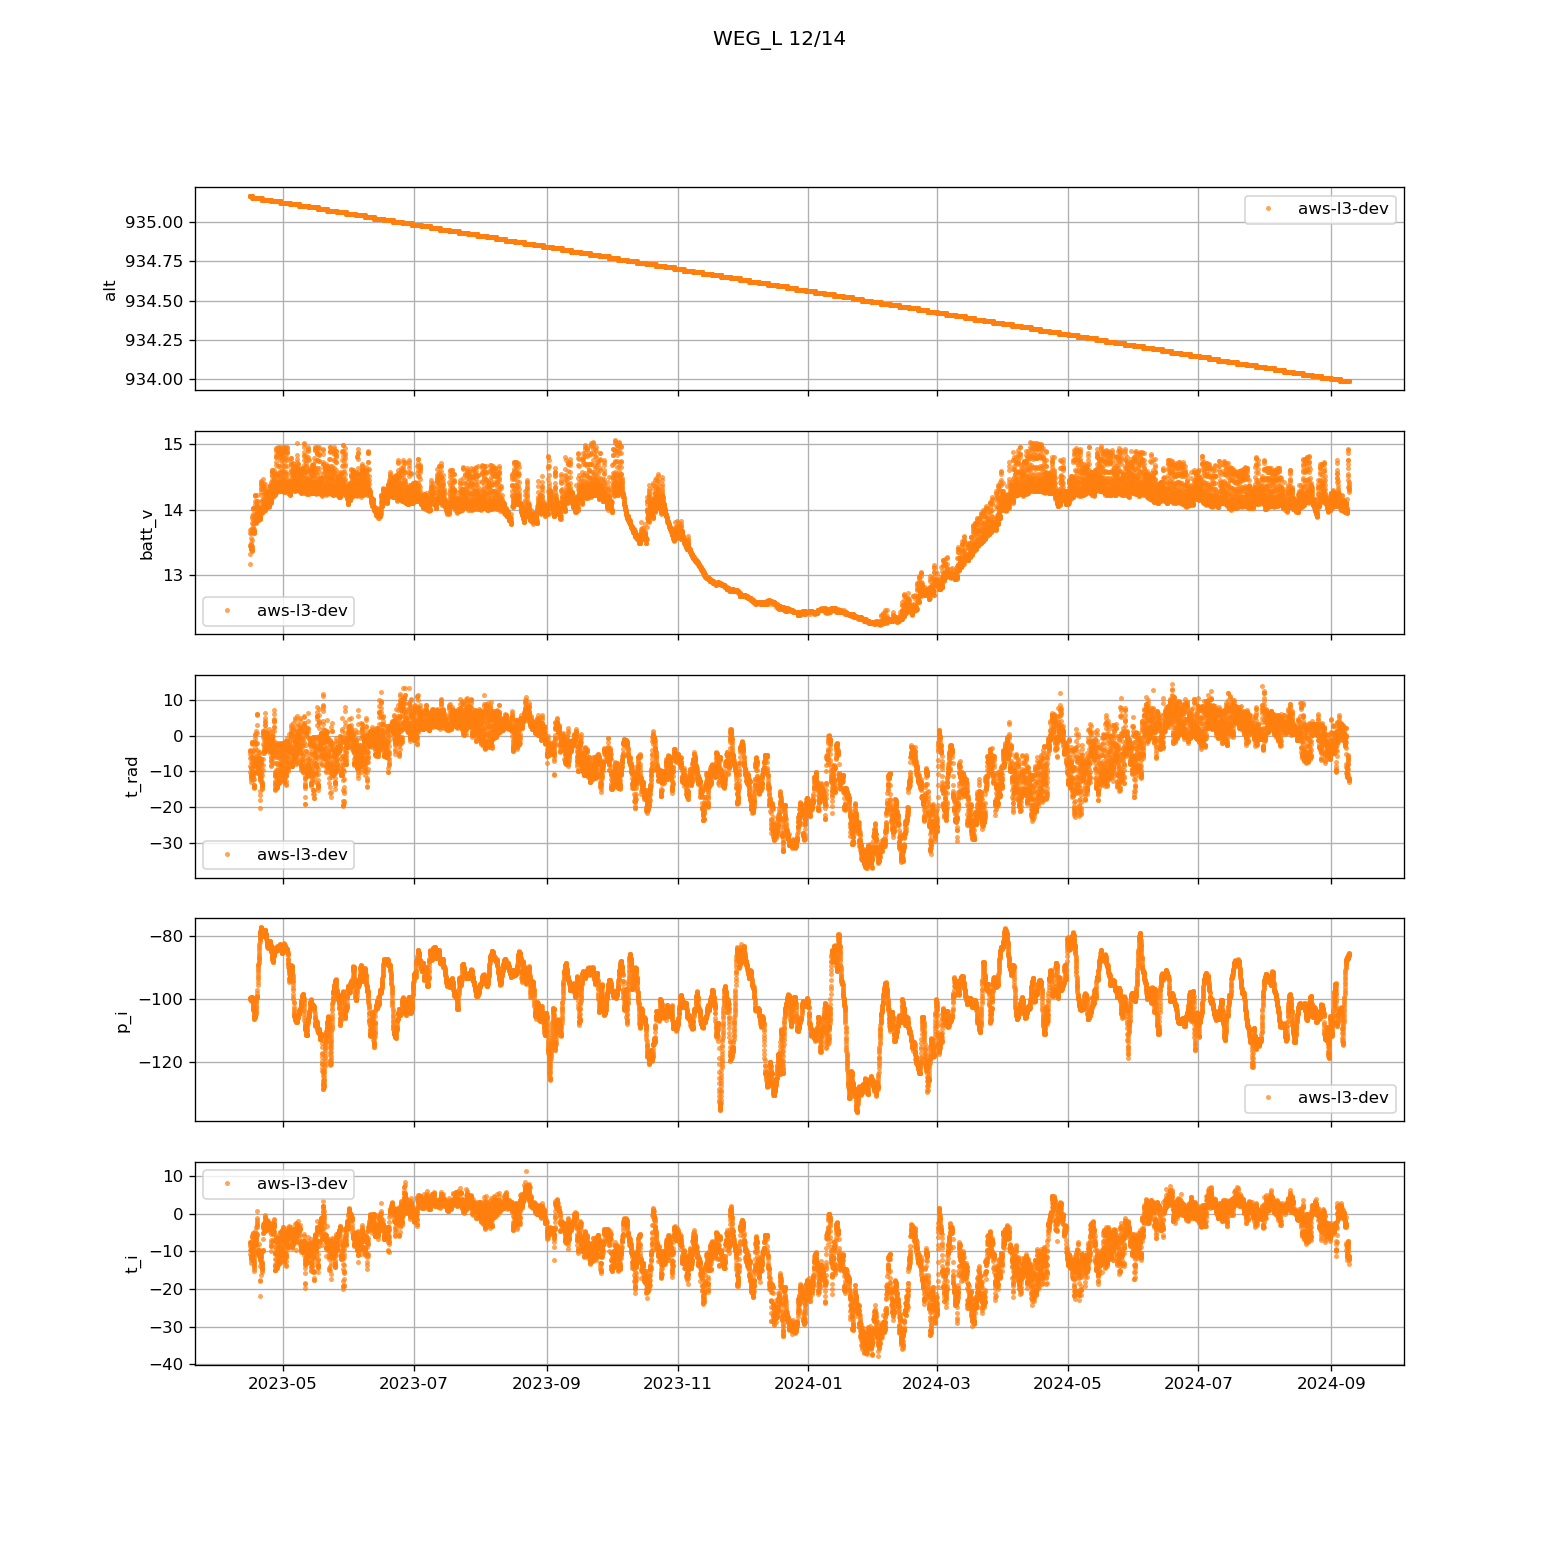 WEG_L 12/14
alt
935.00
934.75
934.50
934.25
934.00
aws-l3-dev
batt_v
15
14
13
aws-l3-dev
t_rad
10
0
−10
−20
−30
aws-l3-dev
p_i
−80
−100
−120
aws-l3-dev
t_i
10
0
−10
−20
−30
−40
aws-l3-dev
2023-05 2023-07 2023-09 2023-11 2024-01 2024-03 2024-05 2024-07 2024-09